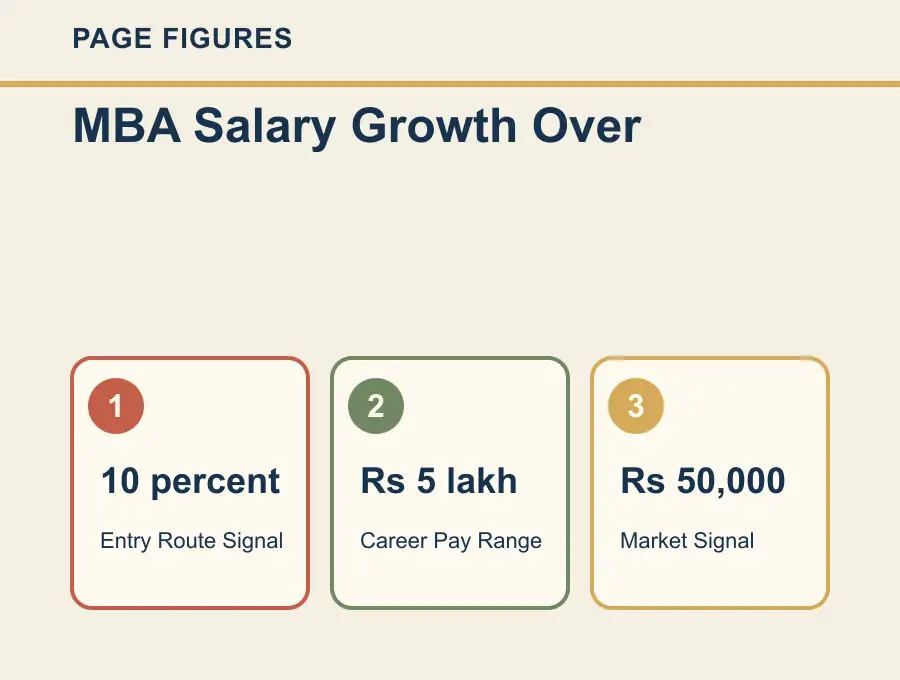 PAGE FIGURES
MBA Salary Growth Over
1
10 percent
Entry Route Signal
2
Rs 5 lakh
Career Pay Range
3
Rs 50,000
Market Signal